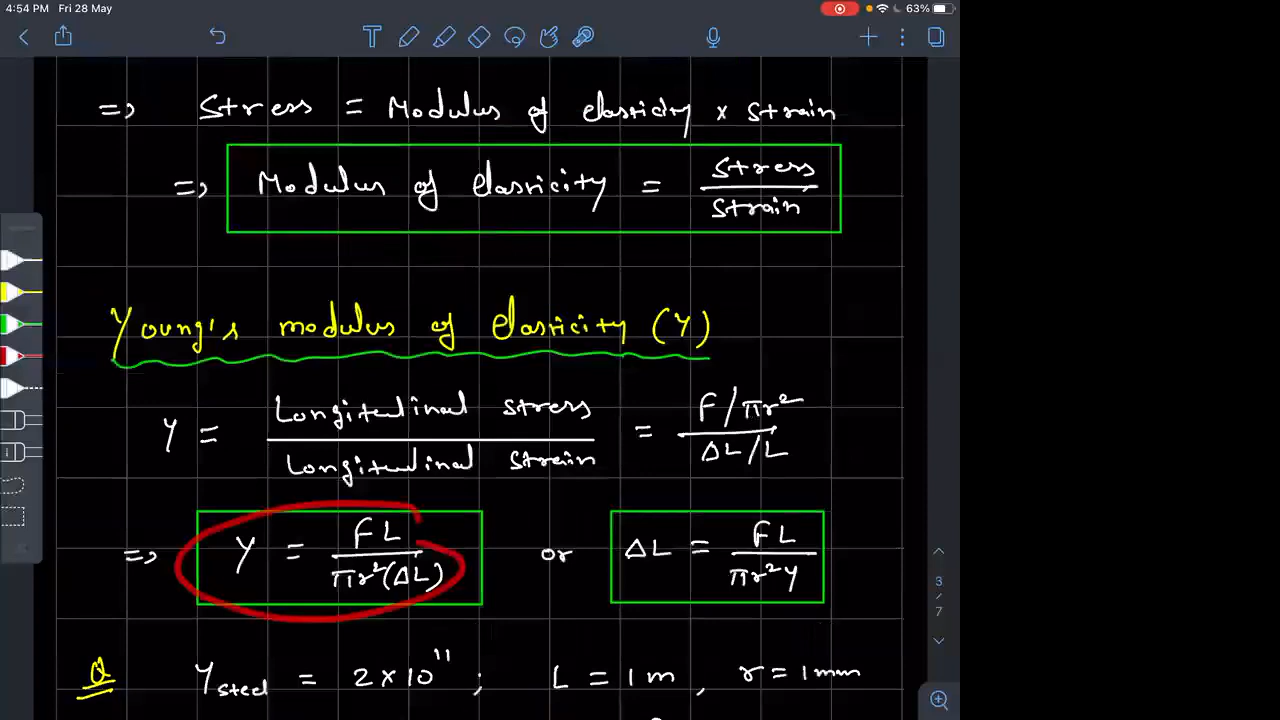 4:54 PM Fri 28 May 63%
=> Stress = Modulus of elasticity × strain
=> Modulus of elasticity = stress / strain
Young's modulus of elasticity (Y)
Y = Longitudinal stress / Longitudinal strain = F/πr² / ΔL/L
=> Y = FL / πr²(ΔL) or ΔL = FL / πr²Y
3 / 7
Q Y steel = 2 × 10¹¹ ; L = 1 m , r = 1 mm